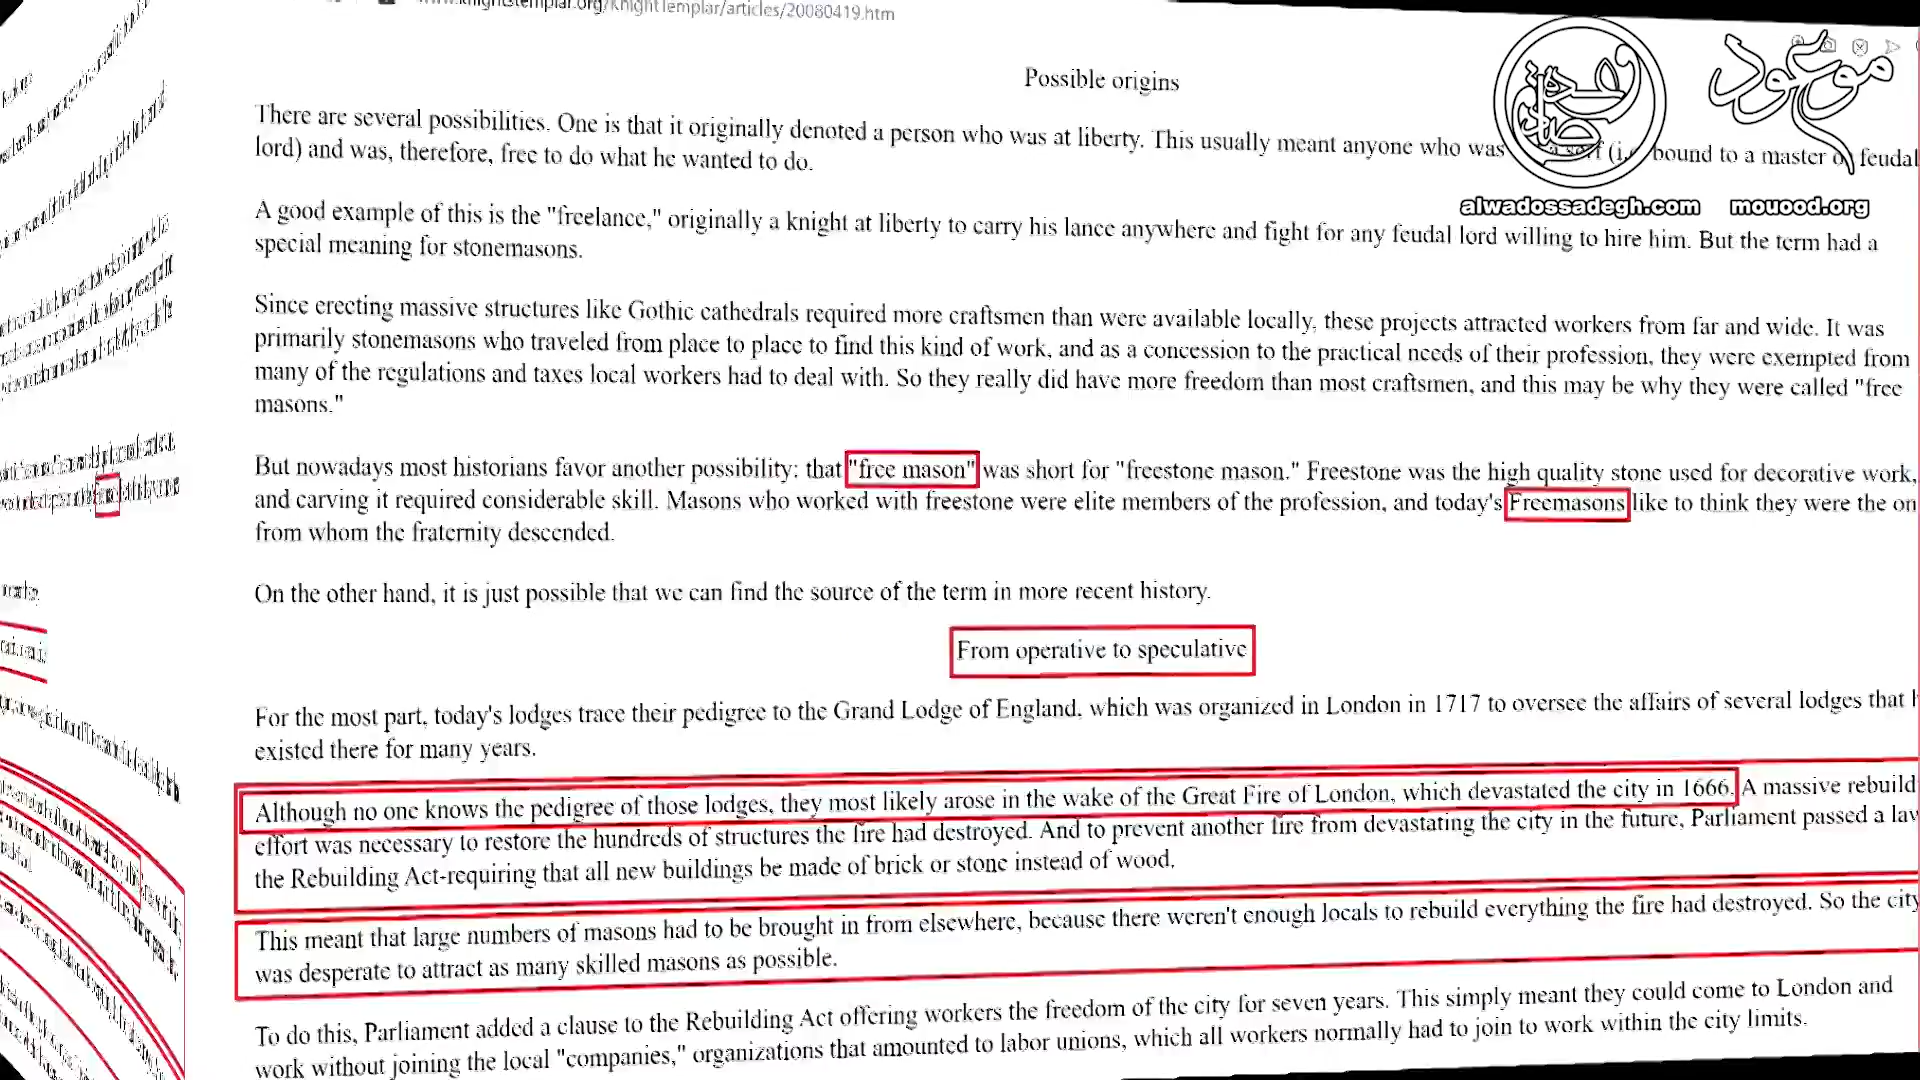 www.knightstemplar.org/KnightTemplar/articles/20080419.htm
موعود
alwadossadegh.com mouood.org
Possible origins
There are several possibilities. One is that it originally denoted a person who was at liberty. This usually meant anyone who was a serf (i.e. bound to a master or feudal
lord) and was, therefore, free to do what he wanted to do.
A good example of this is the "freelance," originally a knight at liberty to carry his lance anywhere and fight for any feudal lord willing to hire him. But the term had a
special meaning for stonemasons.
Since erecting massive structures like Gothic cathedrals required more craftsmen than were available locally, these projects attracted workers from far and wide. It was
primarily stonemasons who traveled from place to place to find this kind of work, and as a concession to the practical needs of their profession, they were exempted from
many of the regulations and taxes local workers had to deal with. So they really did have more freedom than most craftsmen, and this may be why they were called "free
masons."
But nowadays most historians favor another possibility: that "free mason" was short for "freestone mason." Freestone was the high quality stone used for decorative work,
and carving it required considerable skill. Masons who worked with freestone were elite members of the profession, and today's Freemasons like to think they were the on
from whom the fraternity descended.
On the other hand, it is just possible that we can find the source of the term in more recent history.
From operative to speculative
For the most part, today's lodges trace their pedigree to the Grand Lodge of England, which was organized in London in 1717 to oversee the affairs of several lodges that h
existed there for many years.
Although no one knows the pedigree of those lodges, they most likely arose in the wake of the Great Fire of London, which devastated the city in 1666. A massive rebuild
effort was necessary to restore the hundreds of structures the fire had destroyed. And to prevent another fire from devastating the city in the future, Parliament passed a law
the Rebuilding Act-requiring that all new buildings be made of brick or stone instead of wood.
This meant that large numbers of masons had to be brought in from elsewhere, because there weren't enough locals to rebuild everything the fire had destroyed. So the city
was desperate to attract as many skilled masons as possible.
To do this, Parliament added a clause to the Rebuilding Act offering workers the freedom of the city for seven years. This simply meant they could come to London and
work without joining the local "companies," organizations that amounted to labor unions, which all workers normally had to join to work within the city limits.